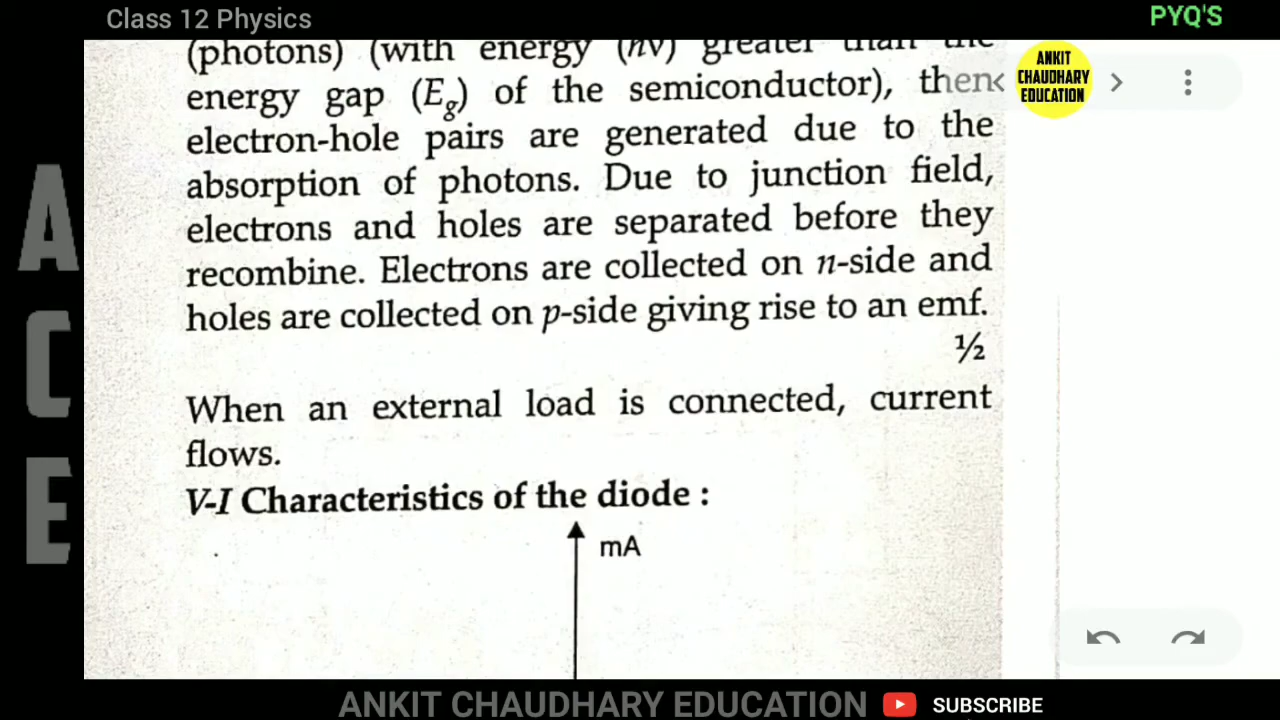 Class 12 Physics
PYQ'S
(photons) (with energy (hν) greater than the
energy gap (Eg) of the semiconductor), then
electron-hole pairs are generated due to the
absorption of photons. Due to junction field,
electrons and holes are separated before they
recombine. Electrons are collected on n-side and
holes are collected on p-side giving rise to an emf.
½
When an external load is connected, current
flows.
V-I Characteristics of the diode :
mA
ANKIT
CHAUDHARY
EDUCATION
A
C
E
ANKIT CHAUDHARY EDUCATION
SUBSCRIBE